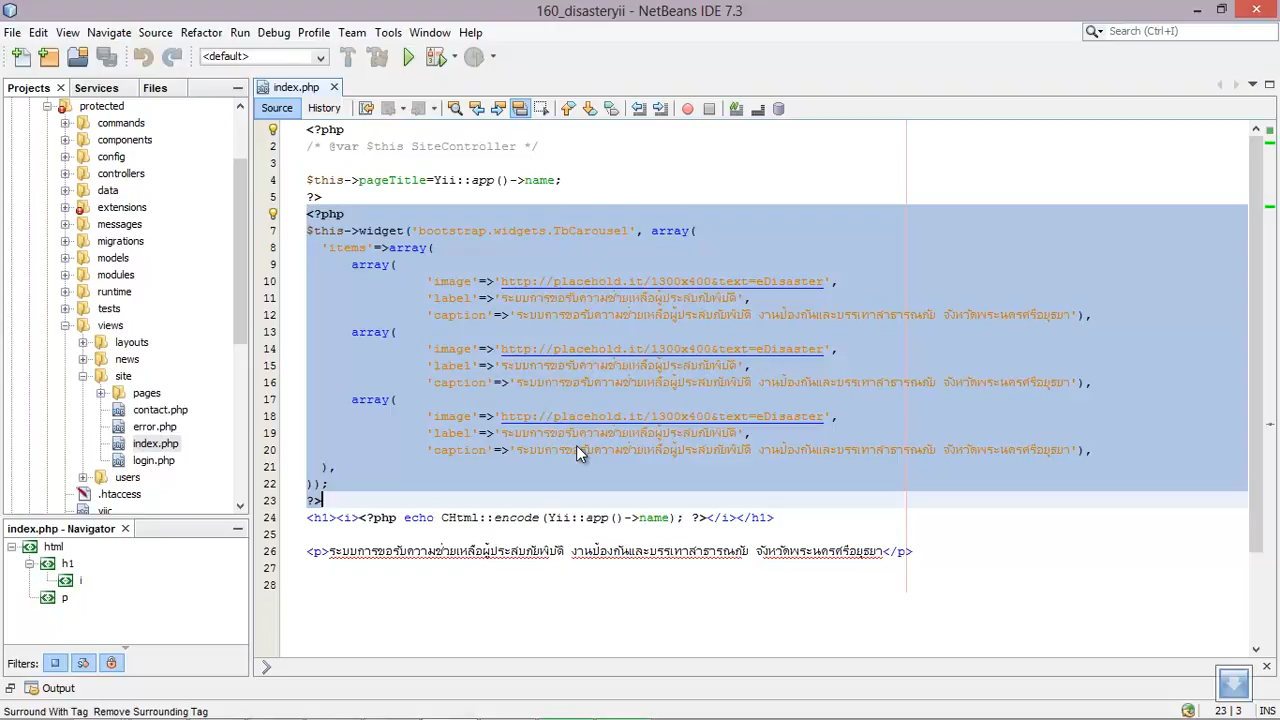 160_disasteryii - NetBeans IDE 7.3
File Edit View Navigate Source Refactor Run Debug Profile Team Tools Window Help
Search (Ctrl+I)
<default>
Projects Services Files
index.php
Source History
protected
commands
components
config
controllers
data
extensions
messages
migrations
models
modules
runtime
tests
views
layouts
news
site
pages
contact.php
error.php
index.php
login.php
users
.htaccess
yiic
1 <?php
2 /* @var $this SiteController */
3
4 $this->pageTitle=Yii::app()->name;
5 ?>
<?php
7 $this->widget('bootstrap.widgets.TbCarousel', array(
8 'items'=>array(
9 array(
10 'image'=>'http://placehold.it/1300x400&text=eDisaster',
11 'label'=>'ระบบการขอรับความช่วยเหลือผู้ประสบภัยพิบัติ',
12 'caption'=>'ระบบการขอรับความช่วยเหลือผู้ประสบภัยพิบัติ งานป้องกันและบรรเทาสาธารณภัย จังหวัดพระนครศรีอยุธยา'),
13 array(
14 'image'=>'http://placehold.it/1300x400&text=eDisaster',
15 'label'=>'ระบบการขอรับความช่วยเหลือผู้ประสบภัยพิบัติ',
16 'caption'=>'ระบบการขอรับความช่วยเหลือผู้ประสบภัยพิบัติ งานป้องกันและบรรเทาสาธารณภัย จังหวัดพระนครศรีอยุธยา'),
17 array(
18 'image'=>'http://placehold.it/1300x400&text=eDisaster',
19 'label'=>'ระบบการขอรับความช่วยเหลือผู้ประสบภัยพิบัติ',
20 'caption'=>'ระบบการขอรับความช่วยเหลือผู้ประสบภัยพิบัติ งานป้องกันและบรรเทาสาธารณภัย จังหวัดพระนครศรีอยุธยา'),
21 ),
22 ));
23 ?>
24 <h1><i><?php echo CHtml::encode(Yii::app()->name); ?></i></h1>
25
26 <p>ระบบการขอรับความช่วยเหลือผู้ประสบภัยพิบัติ งานป้องกันและบรรเทาสาธารณภัย จังหวัดพระนครศรีอยุธยา</p>
27
28
index.php - Navigator
html
h1
i
p
Filters:
Output
Surround With Tag Remove Surrounding Tag
23 | 3 INS